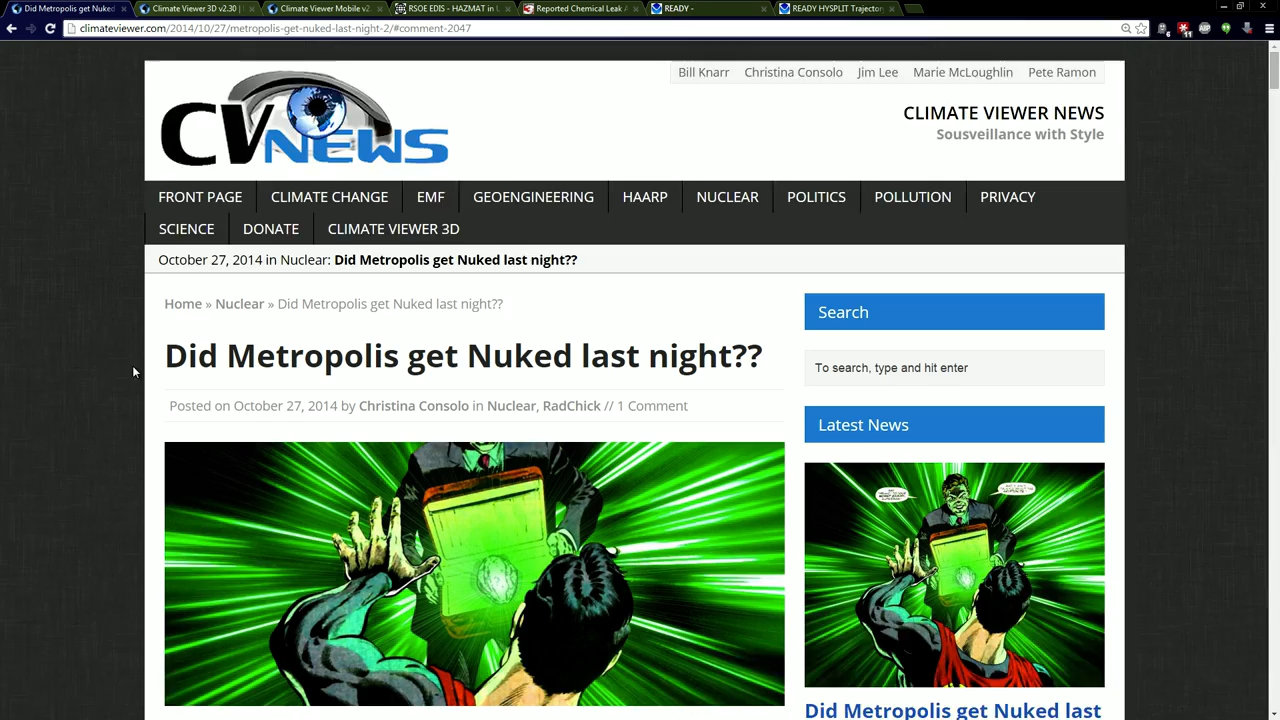 Did Metropolis get Nuked
Climate Viewer 3D v2.30 |
Climate Viewer Mobile v2.
RSOE EDIS - HAZMAT in U
Reported Chemical Leak A
READY -
READY HYSPLIT Trajector
climateviewer.com/2014/10/27/metropolis-get-nuked-last-night-2/#comment-2047
Bill Knarr Christina Consolo Jim Lee Marie McLoughlin Pete Ramon
CVNEWS
CLIMATE VIEWER NEWS
Sousveillance with Style
FRONT PAGE CLIMATE CHANGE EMF GEOENGINEERING HAARP NUCLEAR POLITICS POLLUTION PRIVACY
SCIENCE DONATE CLIMATE VIEWER 3D
October 27, 2014 in Nuclear: Did Metropolis get Nuked last night??
Home » Nuclear » Did Metropolis get Nuked last night??
Did Metropolis get Nuked last night??
Posted on October 27, 2014 by Christina Consolo in Nuclear, RadChick // 1 Comment
Search
To search, type and hit enter
Latest News
Did Metropolis get Nuked last